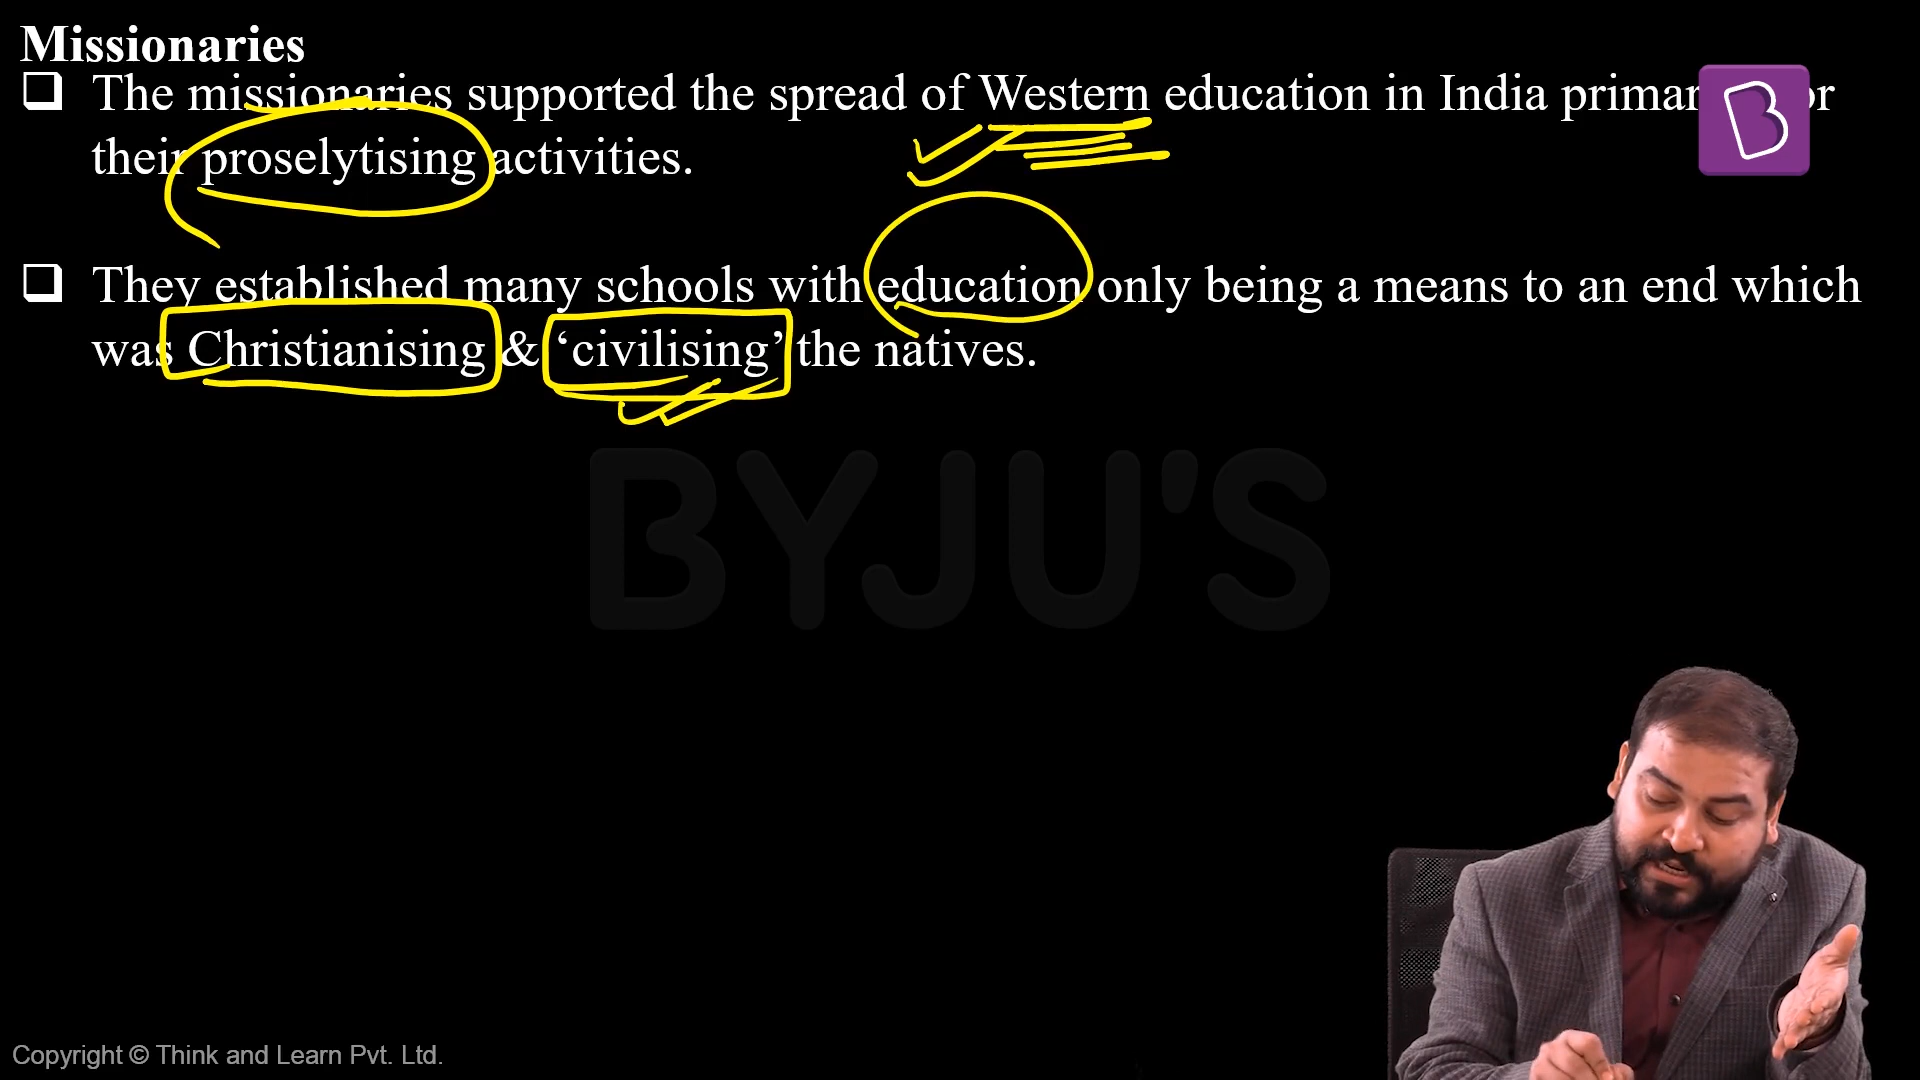 Missionaries
The missionaries supported the spread of Western education in India
their proselytising activities.
They established many schools with education only being a means to an end which
was Christianising & ‘civilising’ the natives.
BYJU'S
Copyright © Think and Learn Pvt. Ltd.